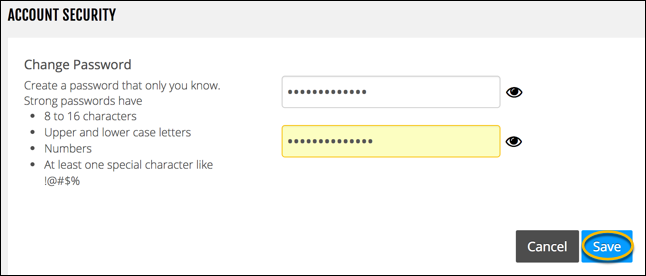 ACCOUNT SECURITY
Change Password
Create a password that only you know.
Strong passwords have
• 8 to 16 characters
• Upper and lower case letters
• Numbers
• At least one special character like
!@#$%
•••••••••••••
••••••••••••••
Cancel Save